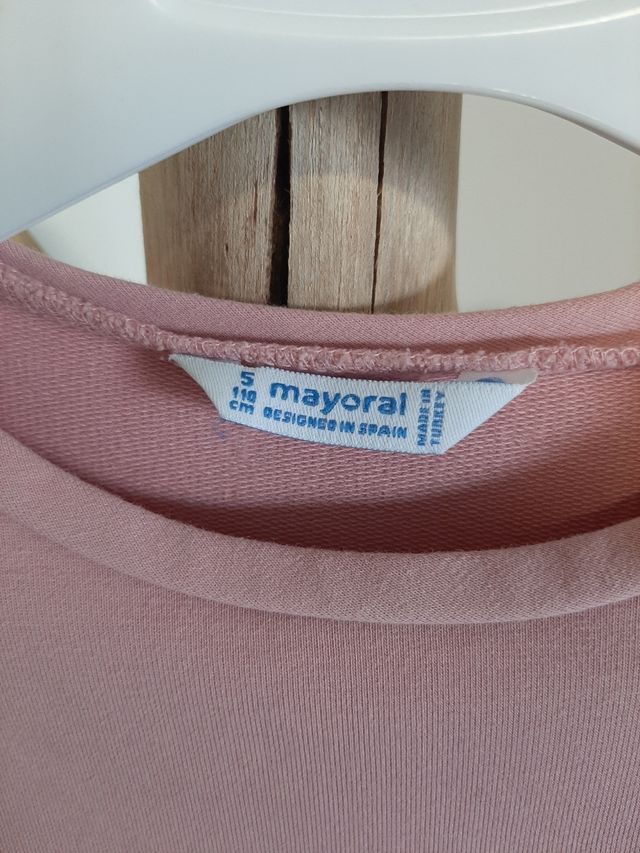 5
110
cm
mayoral
DESIGNED IN SPAIN
MADE IN
TURKEY